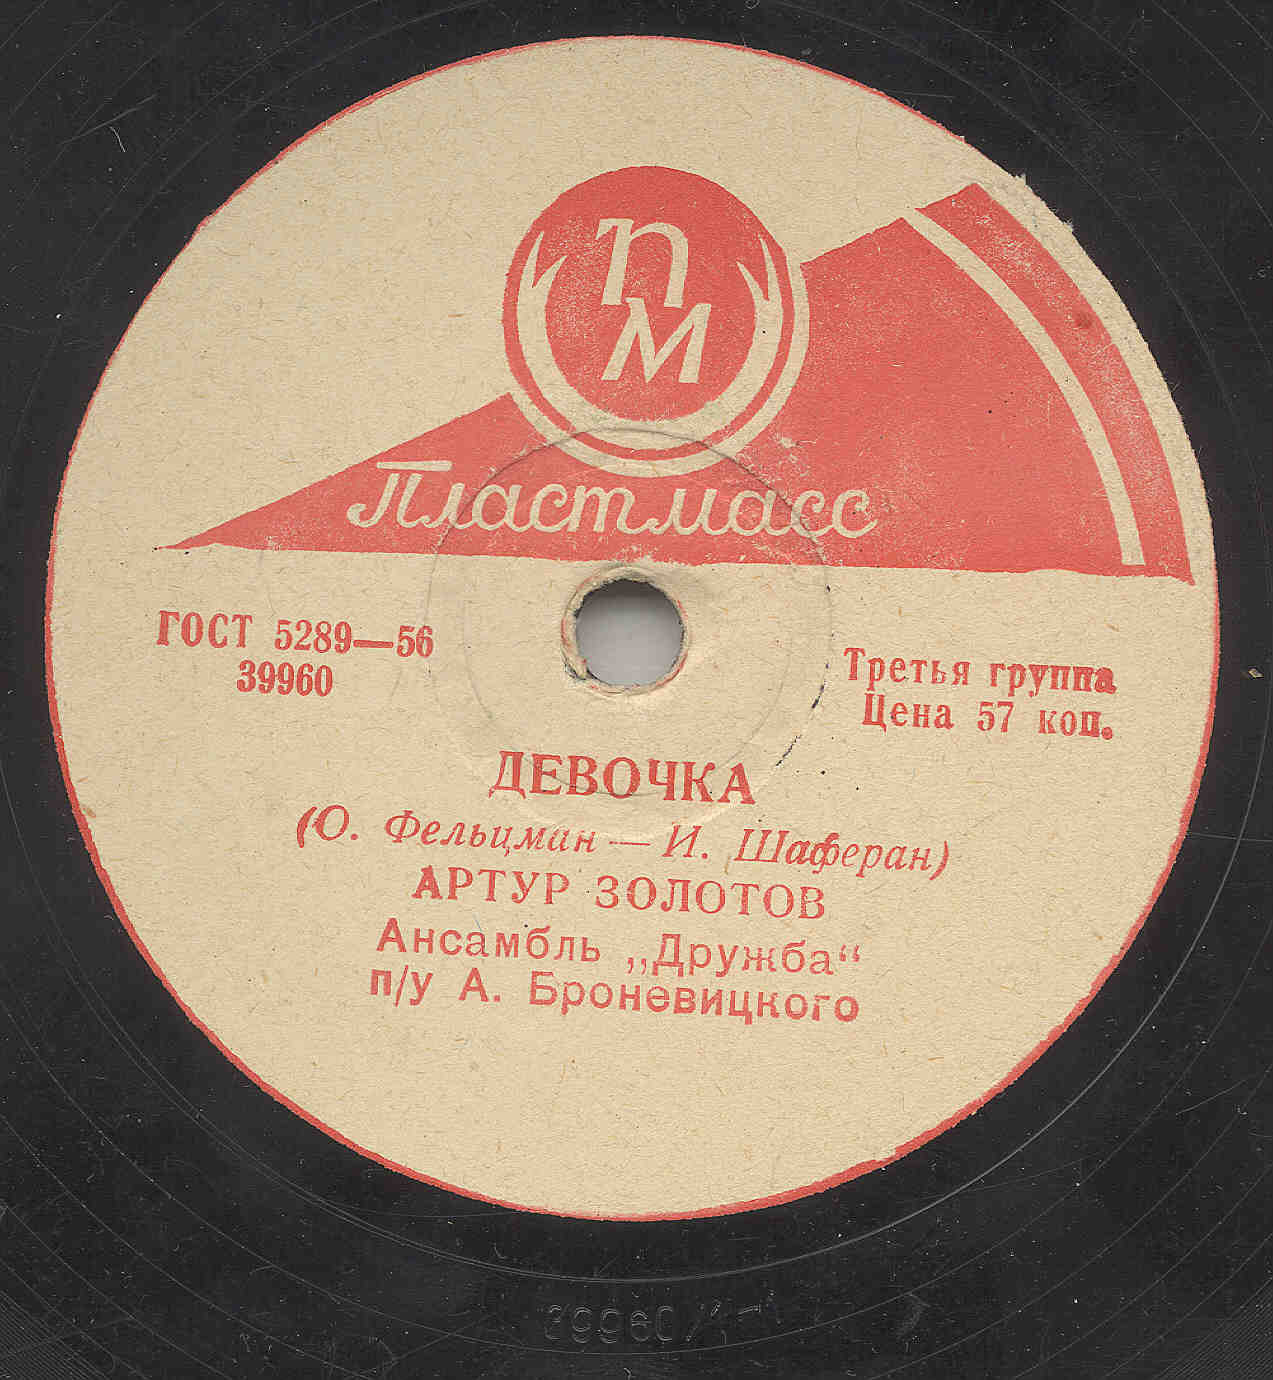 ПМ
Пластмасс
ГОСТ 5289—56
39960
Третья группа
Цена 57 коп.
ДЕВОЧКА
(О. Фельцман — И. Шаферан)
АРТУР ЗОЛОТОВ
Ансамбль „Дружба“
п/у А. Броневицкого
39960